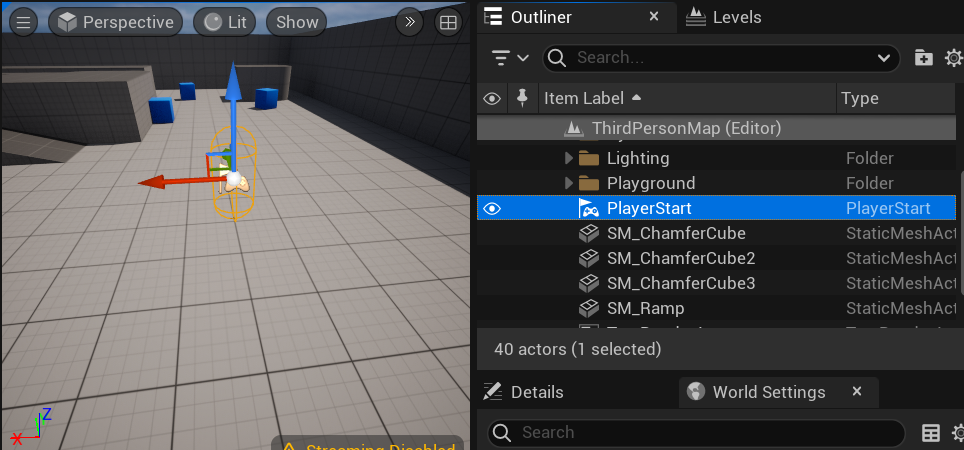 Perspective
Lit
Show
Outliner
Levels
Search...
Item Label
Type
ThirdPersonMap (Editor)
Lighting Folder
Playground Folder
PlayerStart PlayerStart
SM_ChamferCube StaticMeshAct
SM_ChamferCube2 StaticMeshAct
SM_ChamferCube3 StaticMeshAct
SM_Ramp StaticMeshAct
40 actors (1 selected)
Details
World Settings
Search
Z
X
Streaming Disabled